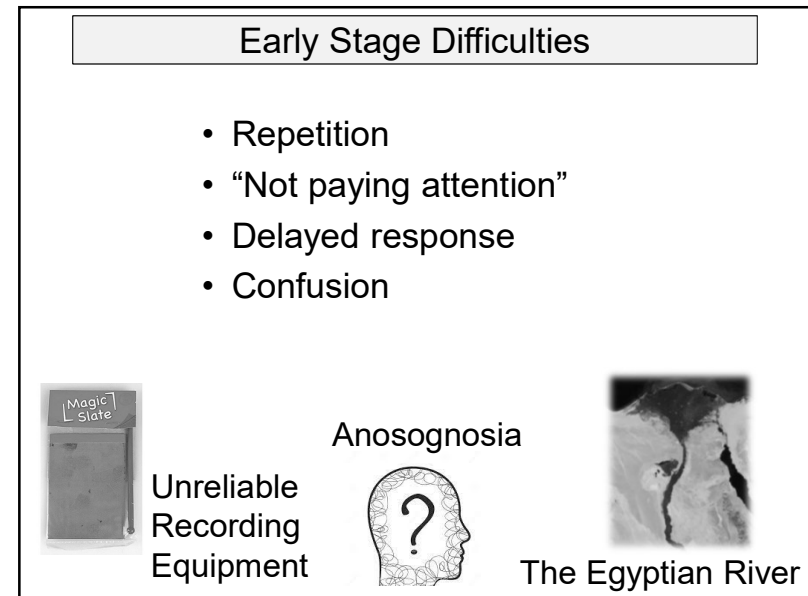 Early Stage Difficulties
• Repetition
• “Not paying attention”
• Delayed response
• Confusion
Magic
Slate
Unreliable
Recording
Equipment
Anosognosia
?
The Egyptian River